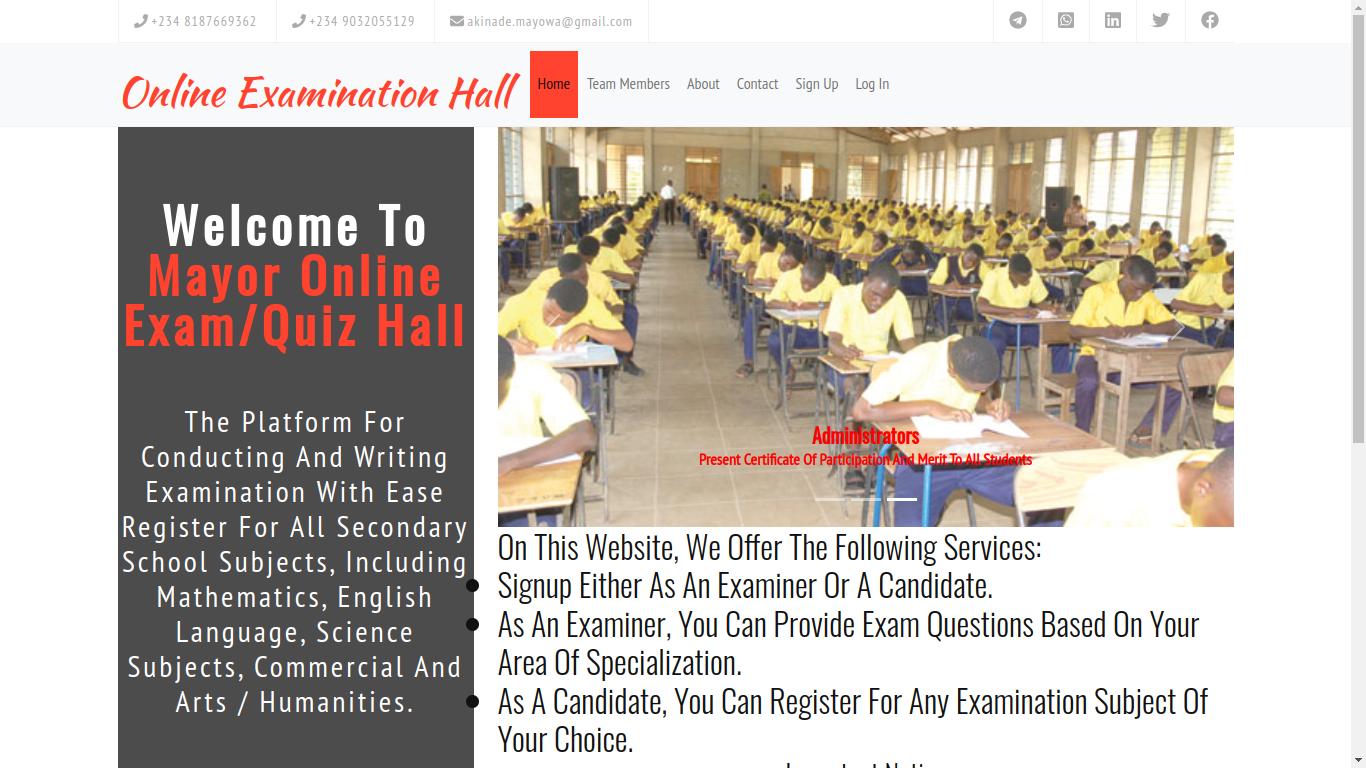 +234 8187669362
+234 9032055129
akinade.mayowa@gmail.com
Online Examination Hall
Home
Team Members
About
Contact
Sign Up
Log In
Welcome To
Mayor Online
Exam/Quiz Hall
The Platform For
Conducting And Writing
Examination With Ease
Register For All Secondary
School Subjects, Including
Mathematics, English
Language, Science
Subjects, Commercial And
Arts / Humanities.
Administrators
Present Certificate Of Participation And Merit To All Students
On This Website, We Offer The Following Services:
Signup Either As An Examiner Or A Candidate.
As An Examiner, You Can Provide Exam Questions Based On Your
Area Of Specialization.
As A Candidate, You Can Register For Any Examination Subject Of
Your Choice.